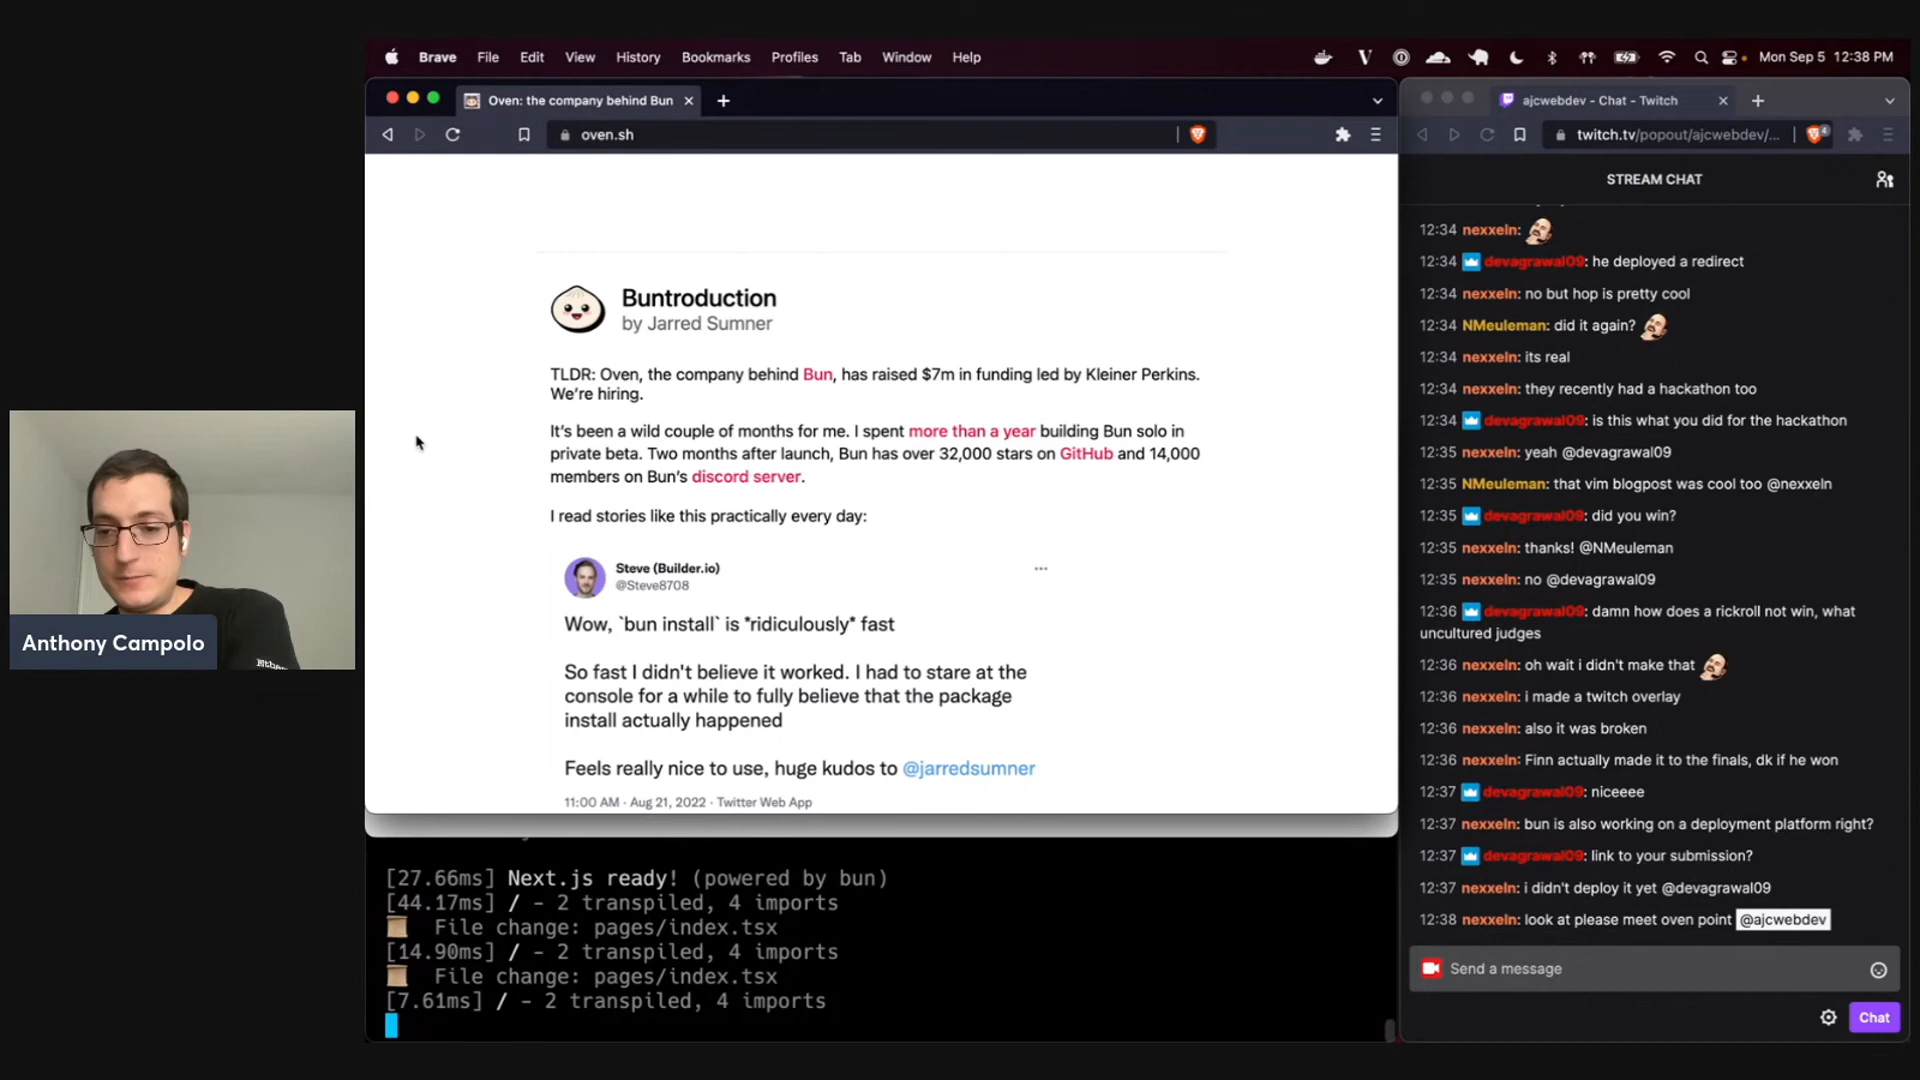 Brave File Edit View History Bookmarks Profiles Tab Window Help
Mon Sep 5 12:38 PM
Oven: the company behind Bun
oven.sh
Buntroduction
by Jarred Sumner
TLDR: Oven, the company behind Bun, has raised $7m in funding led by Kleiner Perkins.
We're hiring.
It's been a wild couple of months for me. I spent more than a year building Bun solo in
private beta. Two months after launch, Bun has over 32,000 stars on GitHub and 14,000
members on Bun's discord server.
I read stories like this practically every day:
Steve (Builder.io)
@Steve8708
Wow, `bun install` is *ridiculously* fast
So fast I didn't believe it worked. I had to stare at the
console for a while to fully believe that the package
install actually happened
Feels really nice to use, huge kudos to @jarredsumner
11:00 AM · Aug 21, 2022 · Twitter Web App
[27.66ms] Next.js ready! (powered by bun)
[44.17ms] / - 2 transpiled, 4 imports
File change: pages/index.tsx
[14.90ms] / - 2 transpiled, 4 imports
File change: pages/index.tsx
[7.61ms] / - 2 transpiled, 4 imports
Anthony Campolo
ajcwebdev - Chat - Twitch
twitch.tv/popout/ajcwebdev/...
4
STREAM CHAT
12:34 nexxeln:
12:34 devagrawal09: he deployed a redirect
12:34 nexxeln: no but hop is pretty cool
12:34 NMeuleman: did it again?
12:34 nexxeln: its real
12:34 nexxeln: they recently had a hackathon too
12:34 devagrawal09: is this what you did for the hackathon
12:35 nexxeln: yeah @devagrawal09
12:35 NMeuleman: that vim blogpost was cool too @nexxeln
12:35 devagrawal09: did you win?
12:35 nexxeln: thanks! @NMeuleman
12:35 nexxeln: no @devagrawal09
12:36 devagrawal09: damn how does a rickroll not win, what
uncultured judges
12:36 nexxeln: oh wait i didn't make that
12:36 nexxeln: i made a twitch overlay
12:36 nexxeln: also it was broken
12:36 nexxeln: Finn actually made it to the finals, dk if he won
12:37 devagrawal09: niceeee
12:37 nexxeln: bun is also working on a deployment platform right?
12:37 devagrawal09: link to your submission?
12:37 nexxeln: i didn't deploy it yet @devagrawal09
12:38 nexxeln: look at please meet oven point @ajcwebdev
Send a message
Chat